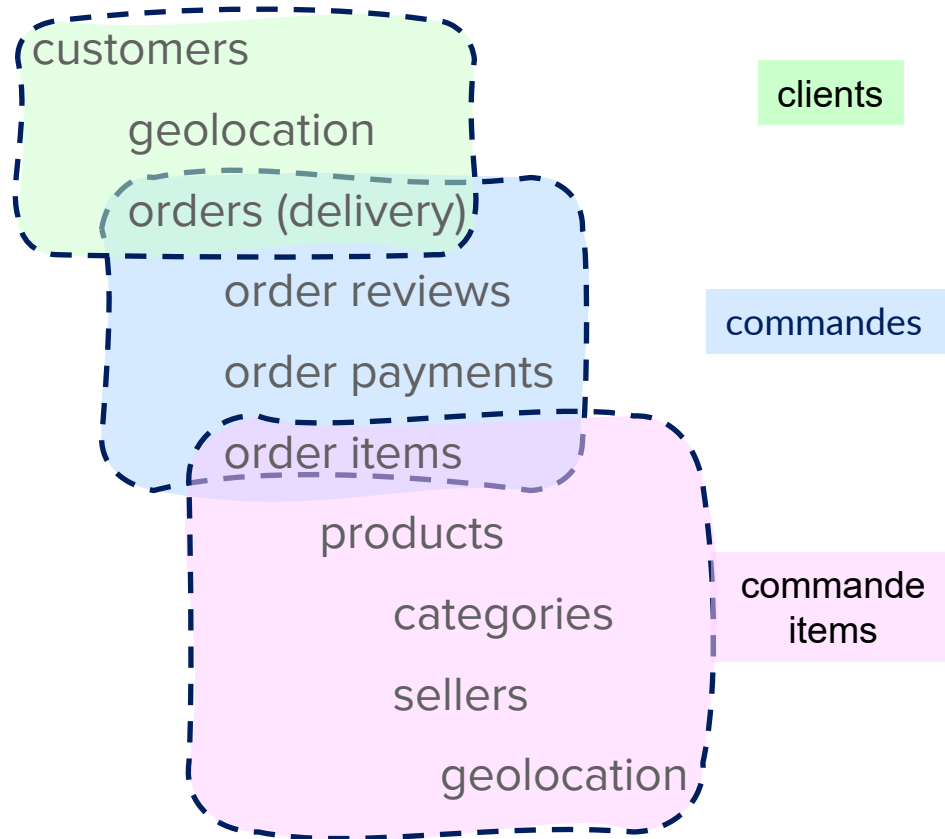 customers
clients
geolocation
orders (delivery)
order reviews
commandes
order payments
order items
products
commande
items
categories
sellers
geolocation